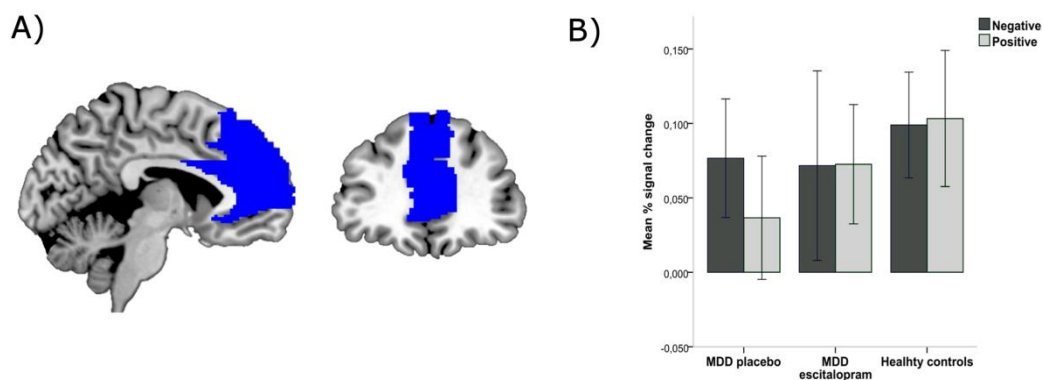 A)
B)
Negative
Positive
Mean % signal change
0,150
0,100
0,050
0,000
-0,050
MDD placebo
MDD
escitalopram
Healhty controls